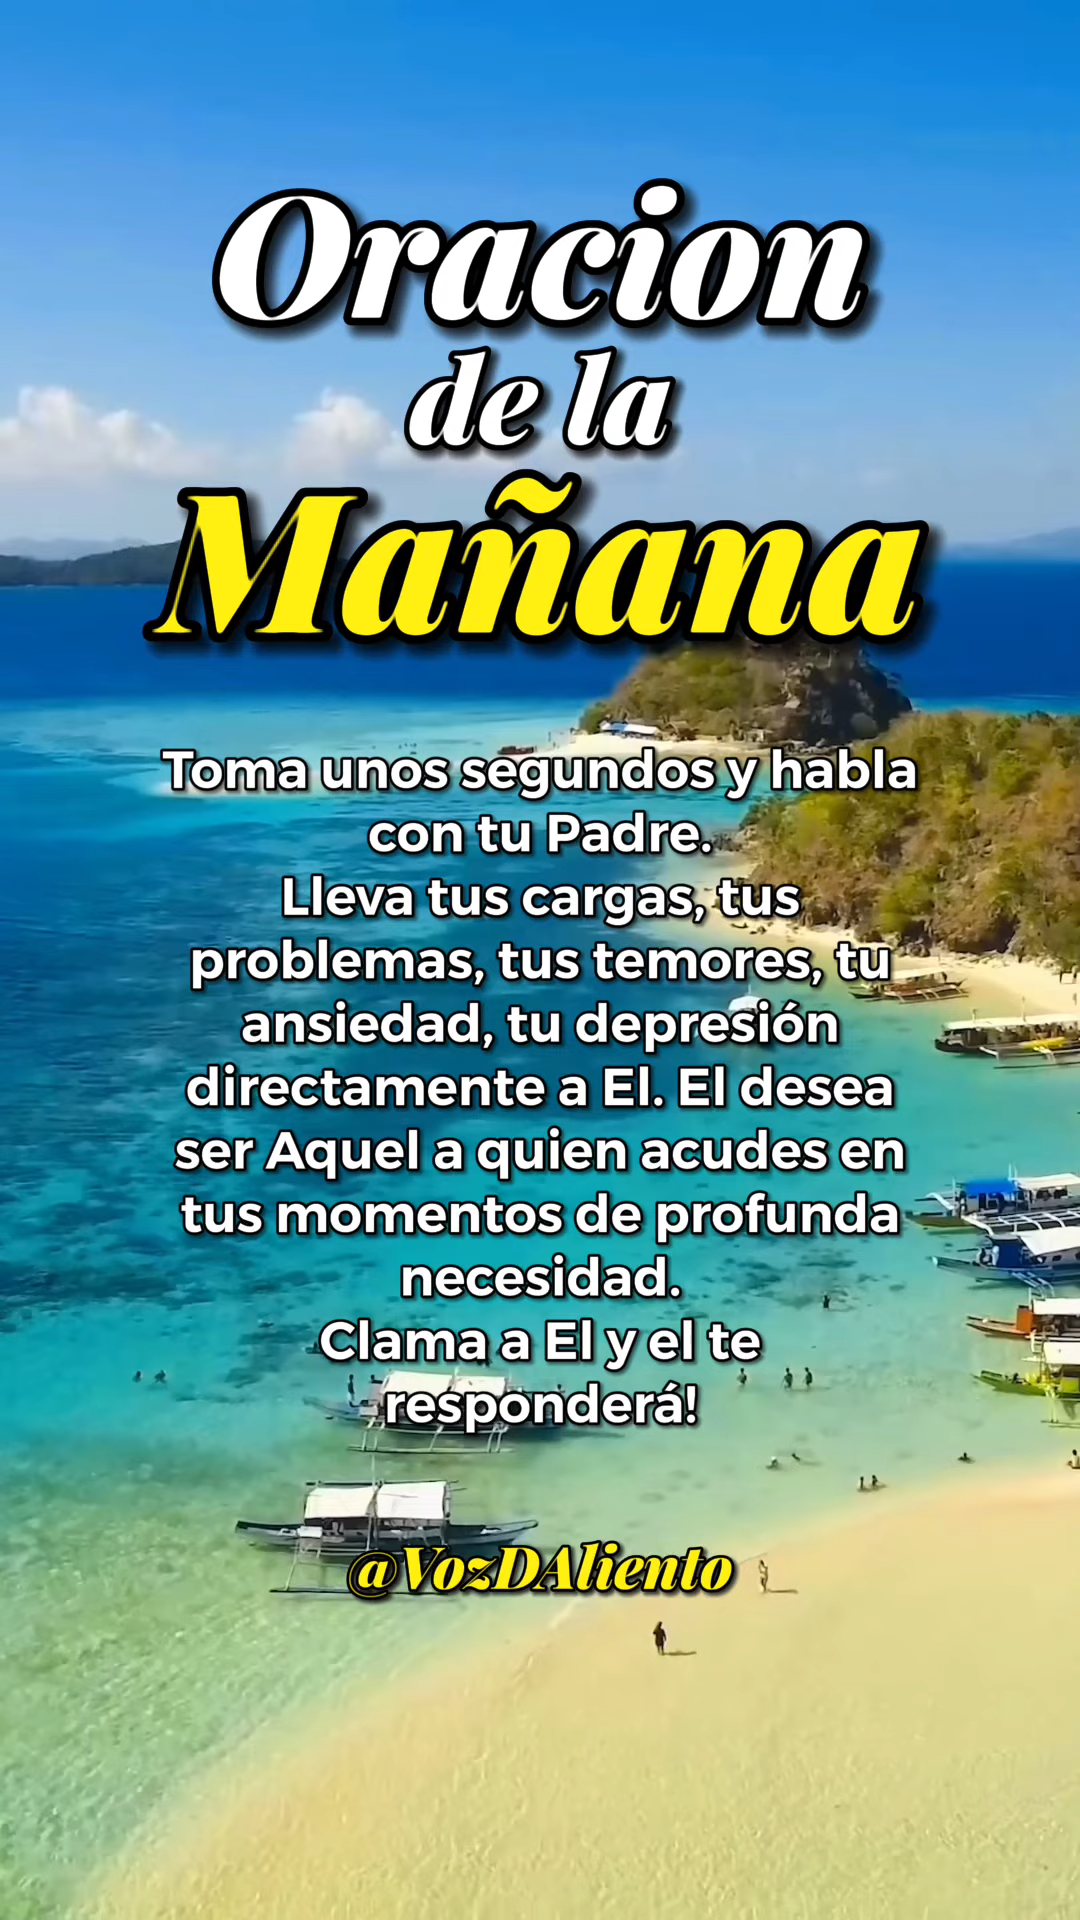 Oracion
de la
Mañana
Toma unos segundos y habla
con tu Padre.
Lleva tus cargas, tus
problemas, tus temores, tu
ansiedad, tu depresión
directamente a El. El desea
ser Aquel a quien acudes en
tus momentos de profunda
necesidad.
Clama a El y el te
responderá!
@VozDAliento